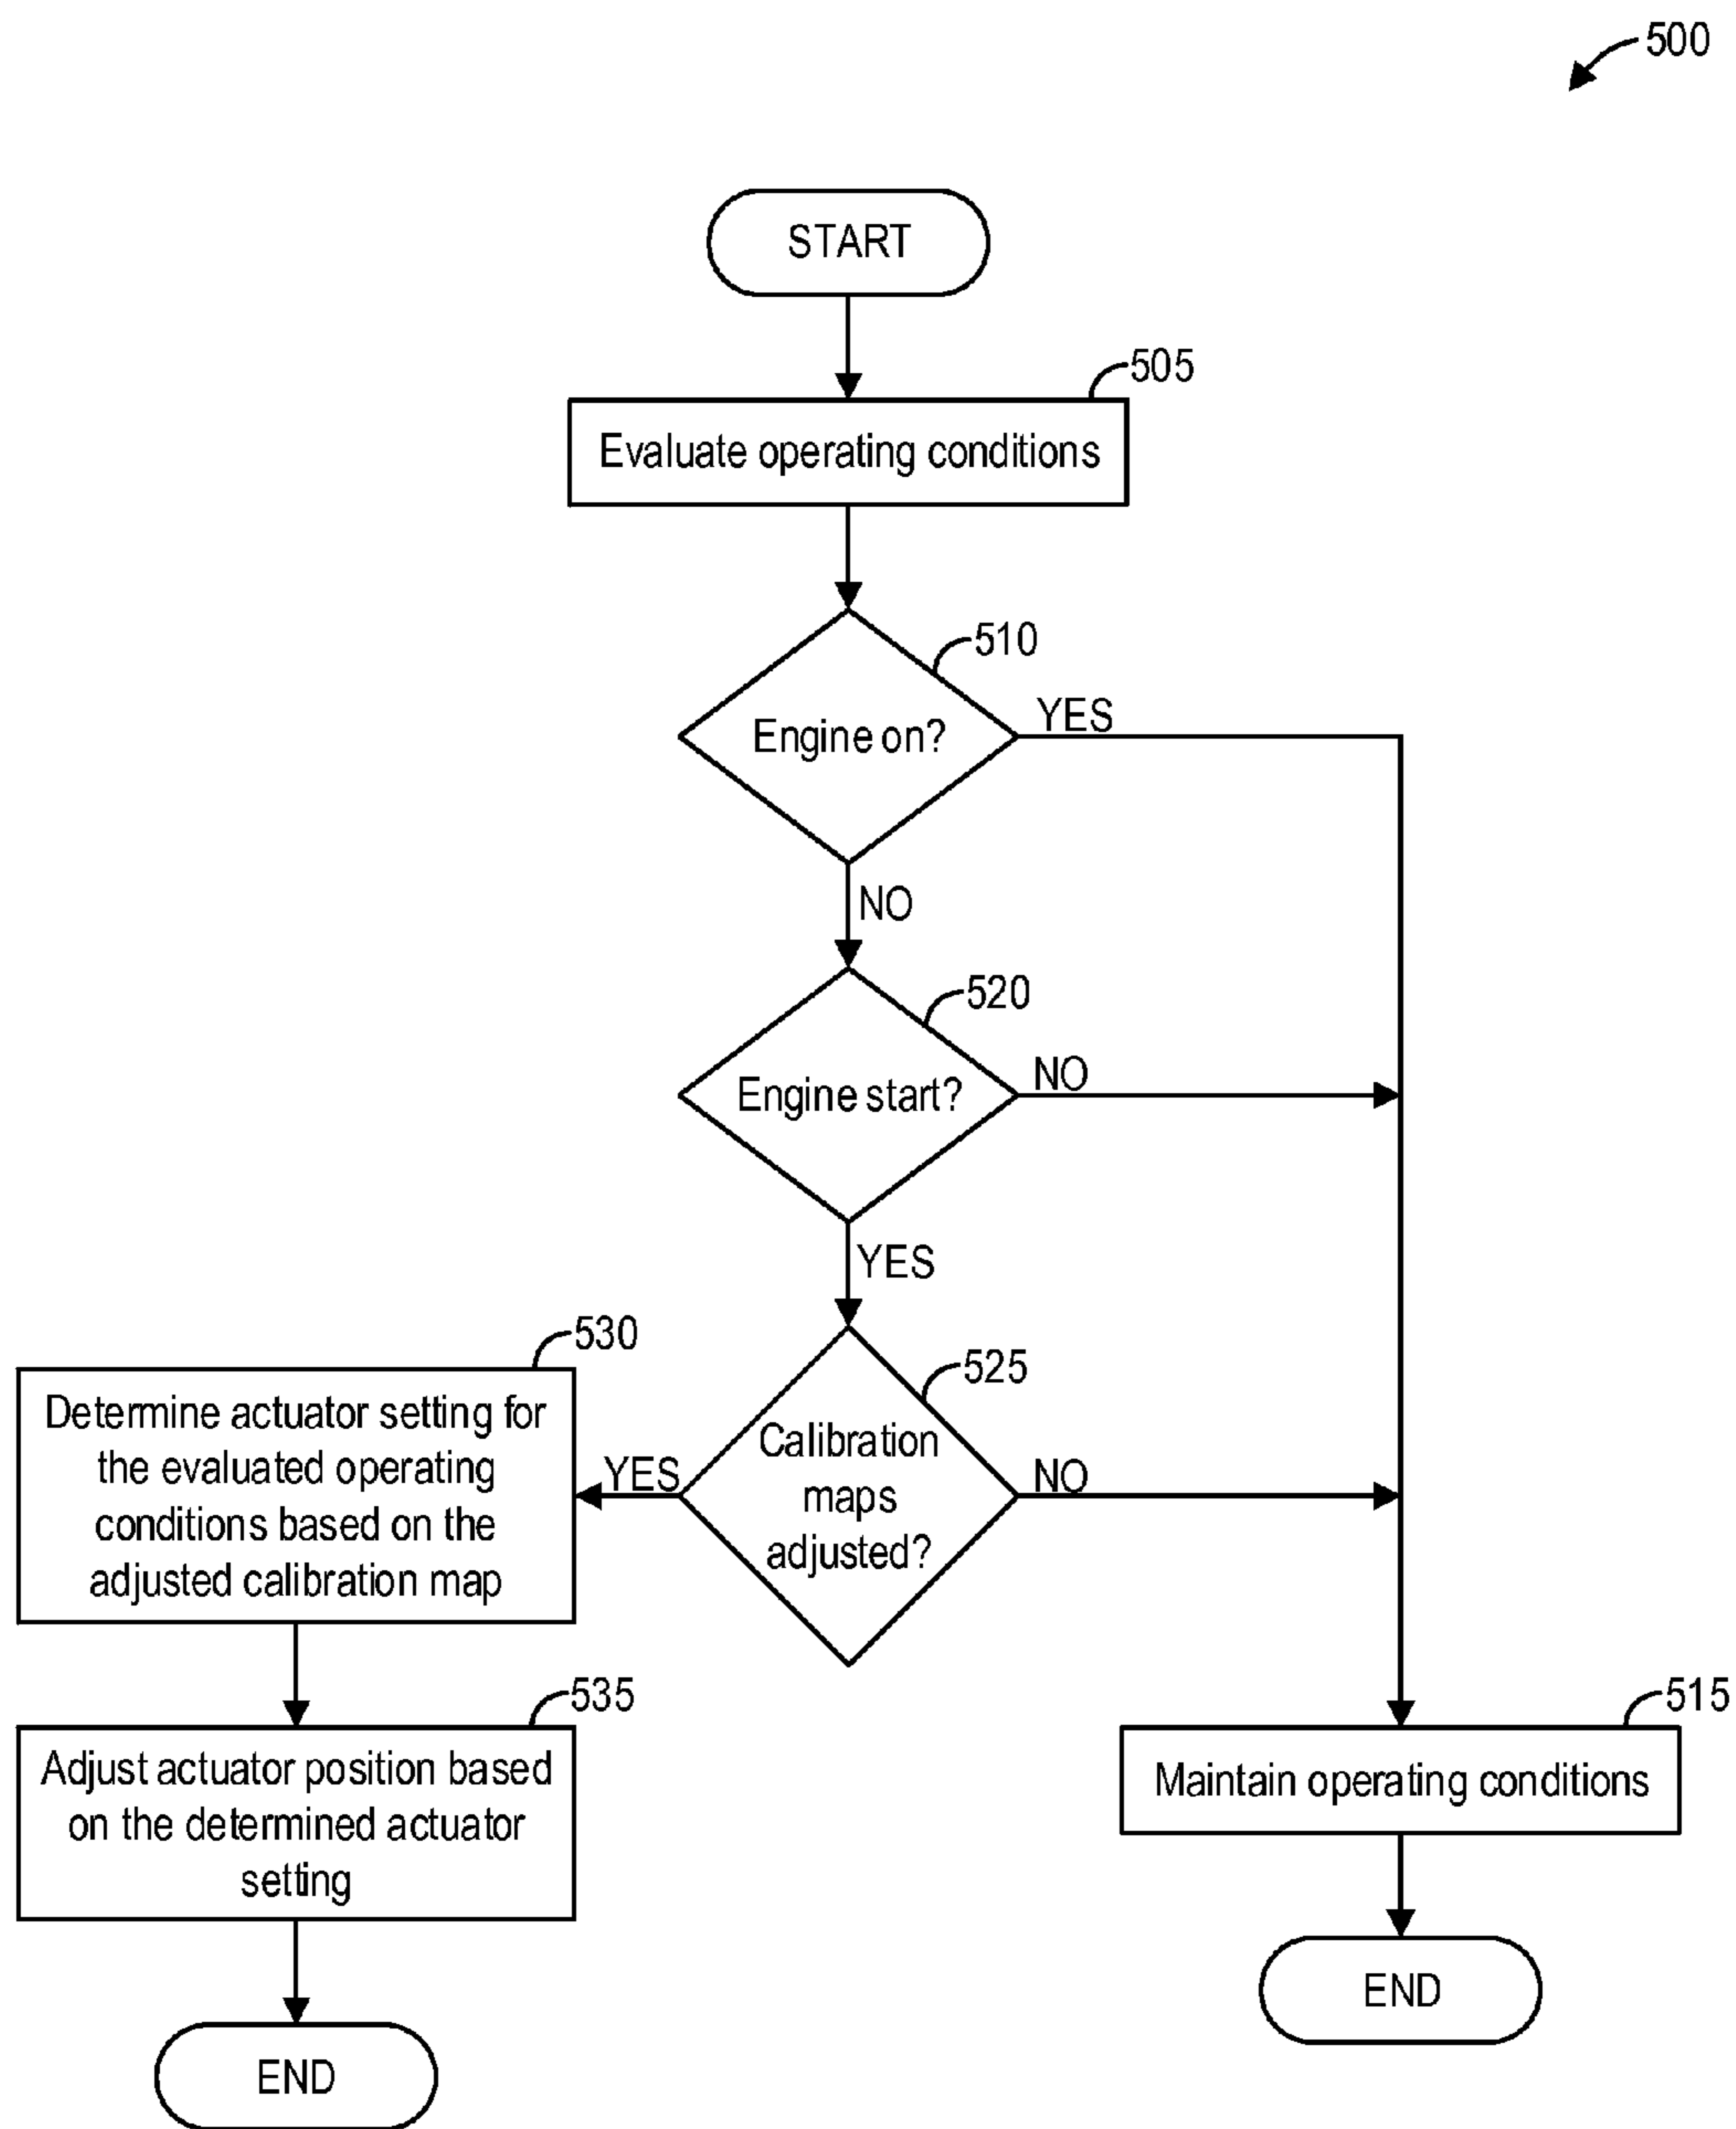 500
START
505
Evaluate operating conditions
510
Engine on?
YES
NO
520
Engine start?
NO
YES
525
Calibration
maps
adjusted?
YES
NO
530
Determine actuator setting for
the evaluated operating
conditions based on the
adjusted calibration map
535
Adjust actuator position based
on the determined actuator
setting
END
515
Maintain operating conditions
END